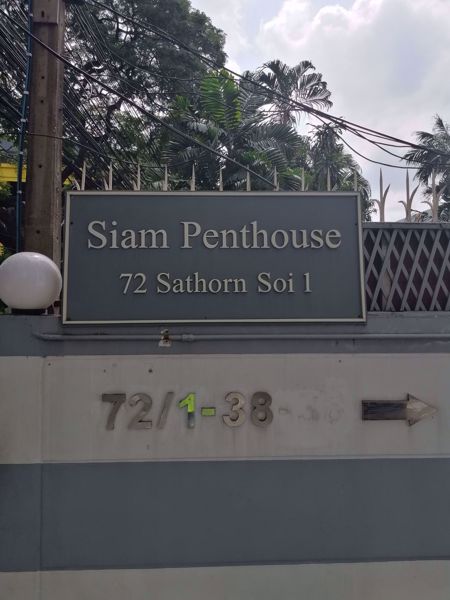 Siam Penthouse
72 Sathorn Soi 1
72/1-38